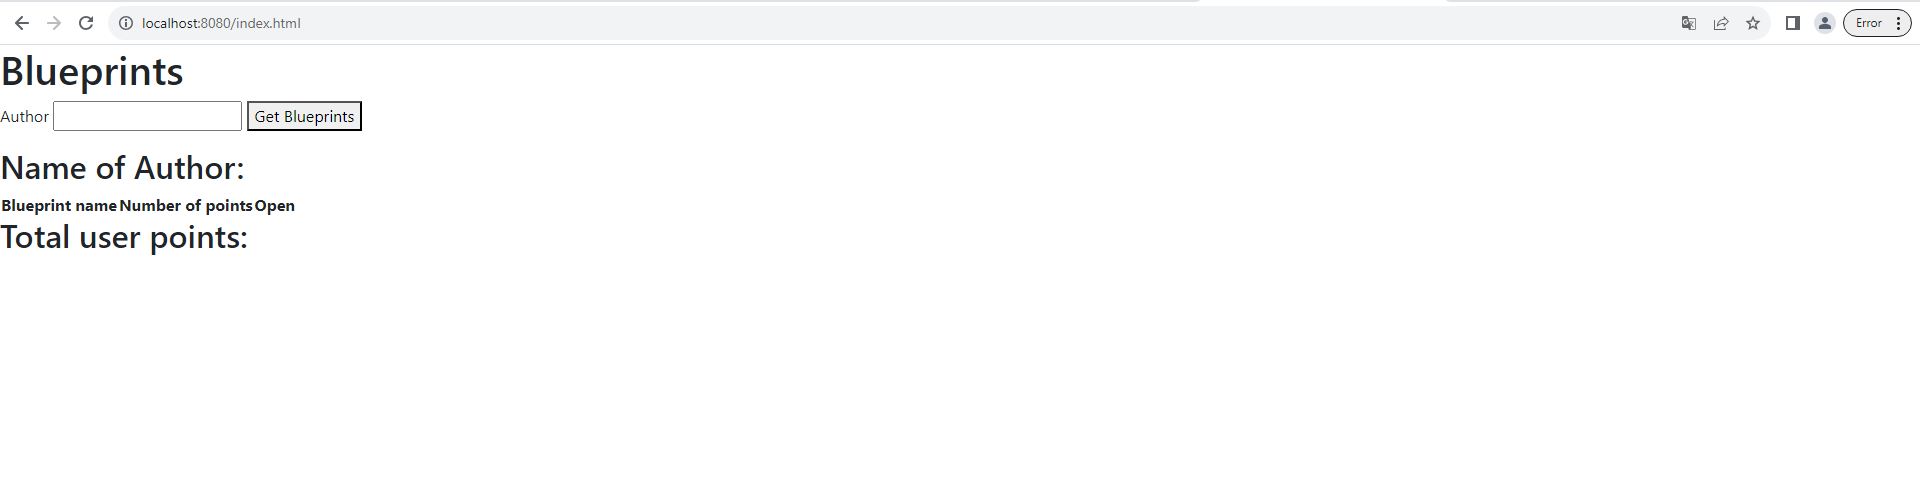 localhost:8080/index.html Error
Blueprints
Author Get Blueprints
Name of Author:
Blueprint name Number of points Open
Total user points: